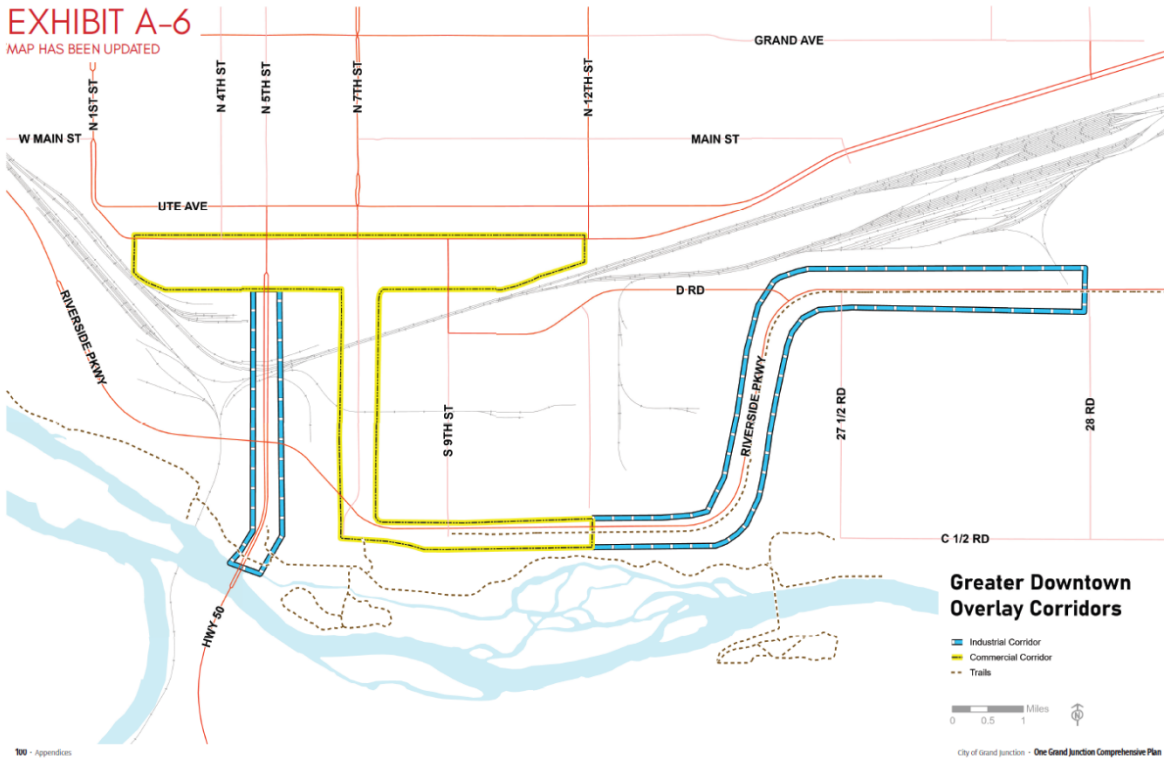 EXHIBIT A-6
MAP HAS BEEN UPDATED
GRAND AVE
N 1ST ST
N 4TH ST
N 5TH ST
N 7TH ST
N 12TH ST
W MAIN ST
MAIN ST
UTE AVE
RIVERSIDE PKWY
D RD
S 9TH ST
RIVERSIDE PKWY
27 1/2 RD
28 RD
C 1/2 RD
HWY 50
Greater Downtown
Overlay Corridors
Industrial Corridor
Commercial Corridor
Trails
Miles
0 0.5 1
N
100 • Appendices
City of Grand Junction • One Grand Junction Comprehensive Plan